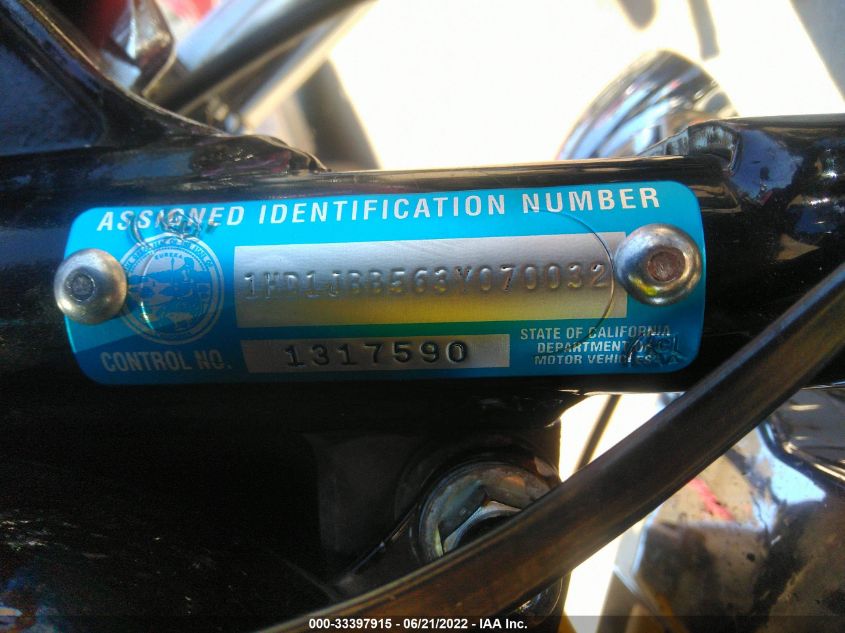 ASSIGNED IDENTIFICATION NUMBER
EUREKA
1HD1JBB563Y070032
CONTROL NO.
1317590
STATE OF CALIFORNIA
DEPARTMENT OF
MOTOR VEHICLES
000-33397915 / 06/21/2022 - IAA Inc.